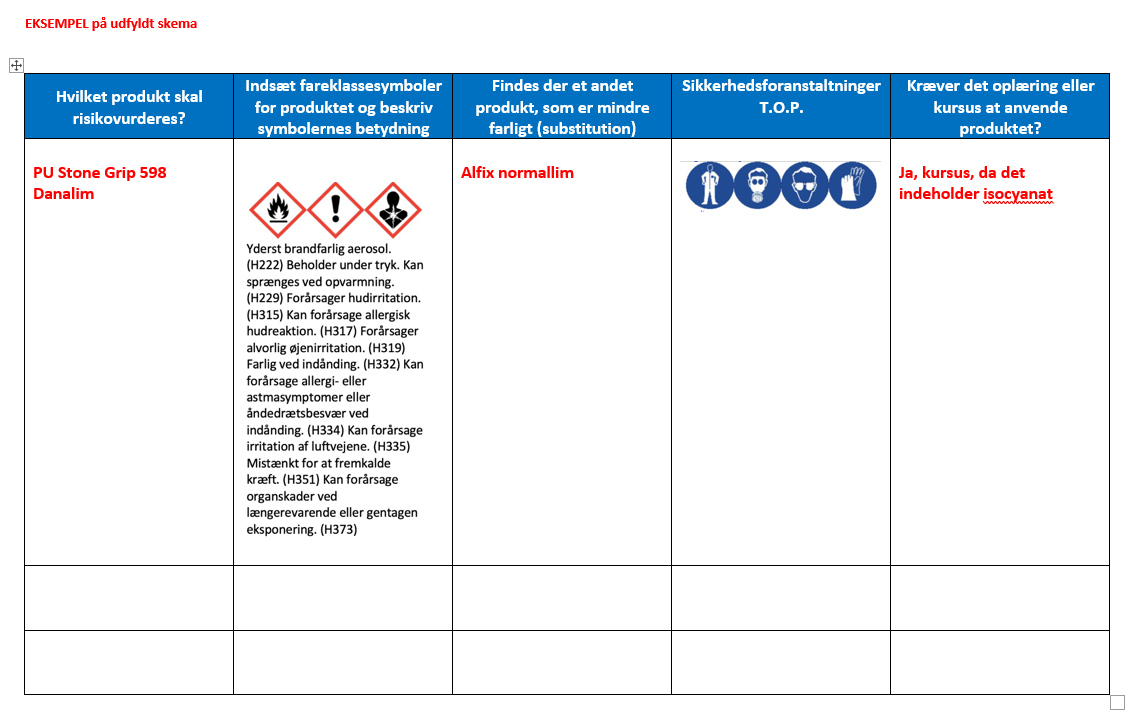 EKSEMPEL på udfyldt skema
Hvilket produkt skal
risikovurderes?
Indsæt fareklassesymboler
for produktet og beskriv
symbolernes betydning
Findes der et andet
produkt, som er mindre
farligt (substitution)
Sikkerhedsforanstaltninger
T.O.P.
Kræver det oplæring eller
kursus at anvende
produktet?
PU Stone Grip 598
Danalim
Yderst brandfarlig aerosol.
(H222) Beholder under tryk. Kan
sprænges ved opvarmning.
(H229) Forårsager hudirritation.
(H315) Kan forårsage allergisk
hudreaktion. (H317) Forårsager
alvorlig øjenirritation. (H319)
Farlig ved indånding. (H332) Kan
forårsage allergi- eller
astmasymptomer eller
åndedrætsbesvær ved
indånding. (H334) Kan forårsage
irritation af luftvejene. (H335)
Mistænkt for at fremkalde
kræft. (H351) Kan forårsage
organskader ved
længerevarende eller gentagen
eksponering. (H373)
Alfix normallim
Ja, kursus, da det
indeholder isocyanat